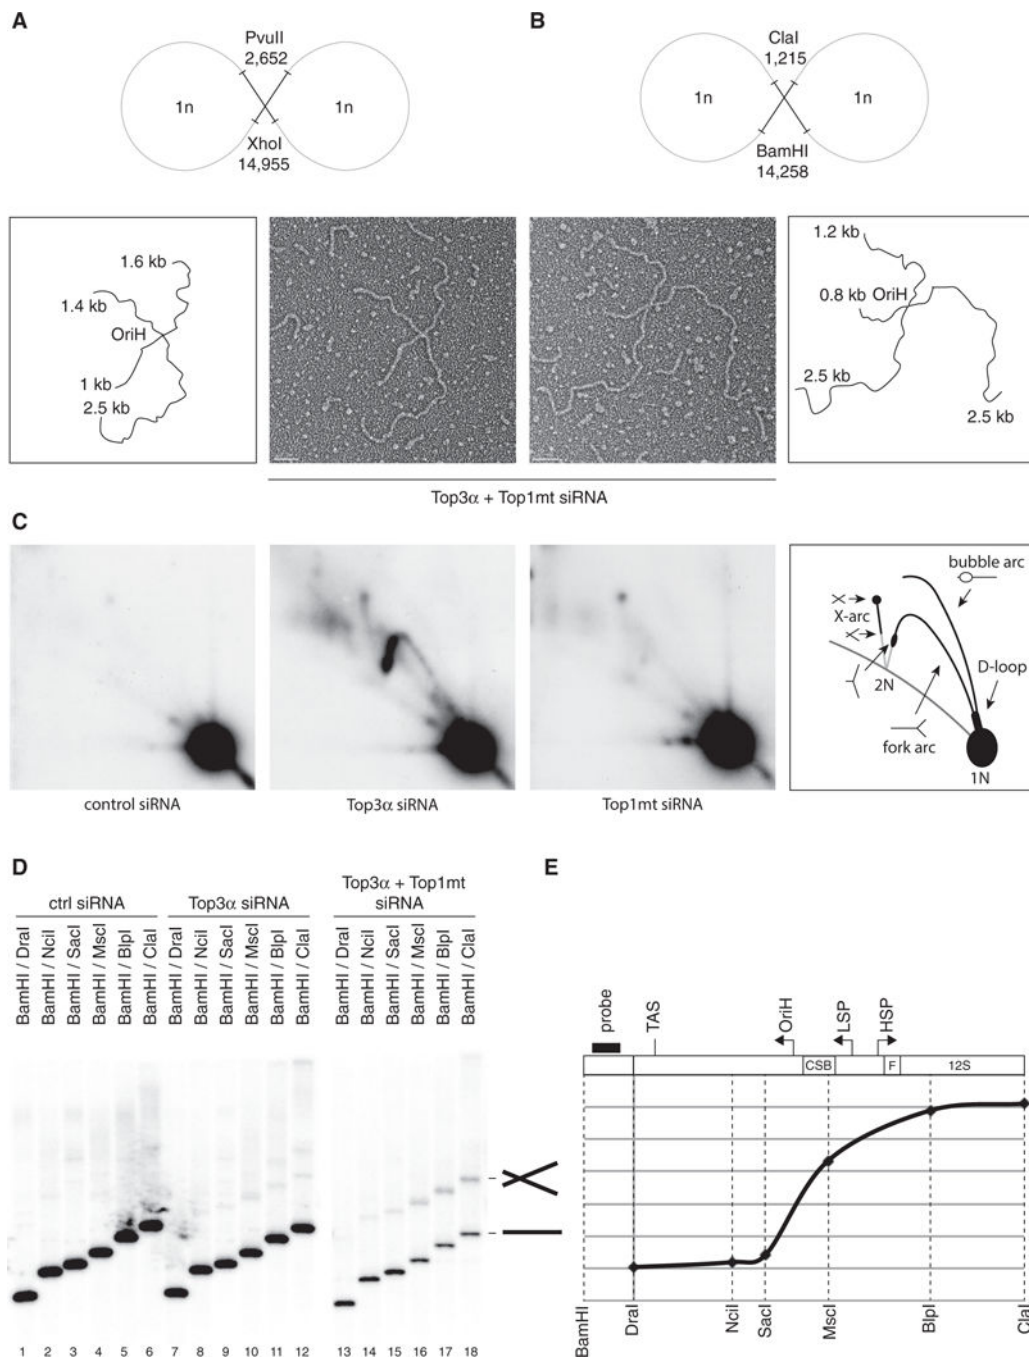 A
B
PvuII
2,652
1n
1n
XhoI
14,955
ClaI
1,215
1n
1n
BamHI
14,258
1.6 kb
1.4 kb
OriH
1 kb
2.5 kb
1.2 kb
0.8 kb
OriH
2.5 kb
2.5 kb
Top3α + Top1mt siRNA
C
bubble arc
X-arc
D-loop
2N
fork arc
1N
control siRNA
Top3α siRNA
Top1mt siRNA
D
E
ctrl siRNA
Top3α siRNA
Top3α + Top1mt
siRNA
BamHI / DraI
BamHI / NciI
BamHI / SacI
BamHI / MscI
BamHI / BlpI
BamHI / ClaI
BamHI / DraI
BamHI / NciI
BamHI / SacI
BamHI / MscI
BamHI / BlpI
BamHI / ClaI
BamHI / DraI
BamHI / NciI
BamHI / SacI
BamHI / MscI
BamHI / BlpI
BamHI / ClaI
1 2 3 4 5 6 7 8 9 10 11 12 13 14 15 16 17 18
probe
TAS
OriH
LSP
HSP
CSB
F
12S
BamHI
DraI
NciI
SacI
MscI
BlpI
ClaI